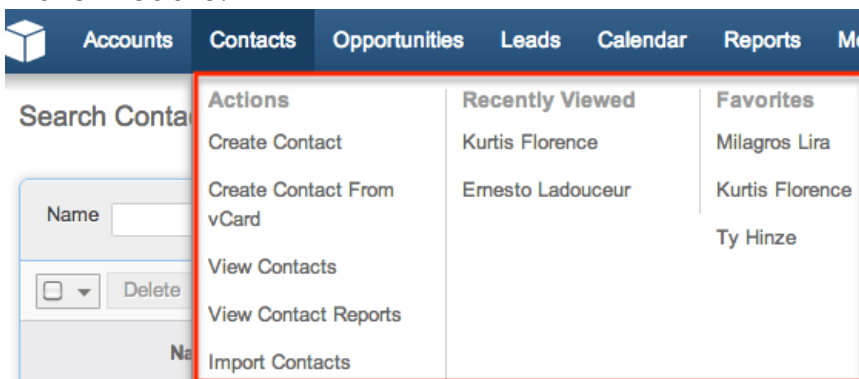 Accounts Contacts Opportunities Leads Calendar Reports
Search
Actions Recently Viewed Favorites
Create Contact Kurtis Florence Milagros Lira
Create Contact From Ernesto Ladouceur Kurtis Florence
vCard
Name
Ty Hinze
View Contacts
Delete
View Contact Reports
Import Contacts